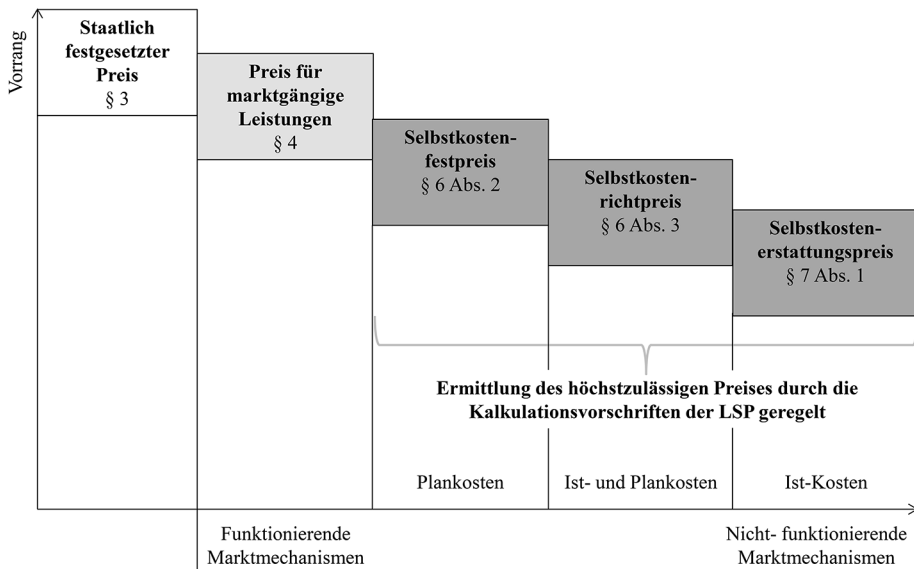 Vorrang
Staatlich
festgesetzter
Preis
§ 3
Preis für
marktgängige
Leistungen
§ 4
Selbstkosten-
festpreis
§ 6 Abs. 2
Selbstkosten-
richtpreis
§ 6 Abs. 3
Selbstkosten-
erstattungspreis
§ 7 Abs. 1
Ermittlung des höchstzulässigen Preises durch die
Kalkulationsvorschriften der LSP geregelt
Plankosten
Ist- und Plankosten
Ist-Kosten
Funktionierende
Marktmechanismen
Nicht- funktionierende
Marktmechanismen